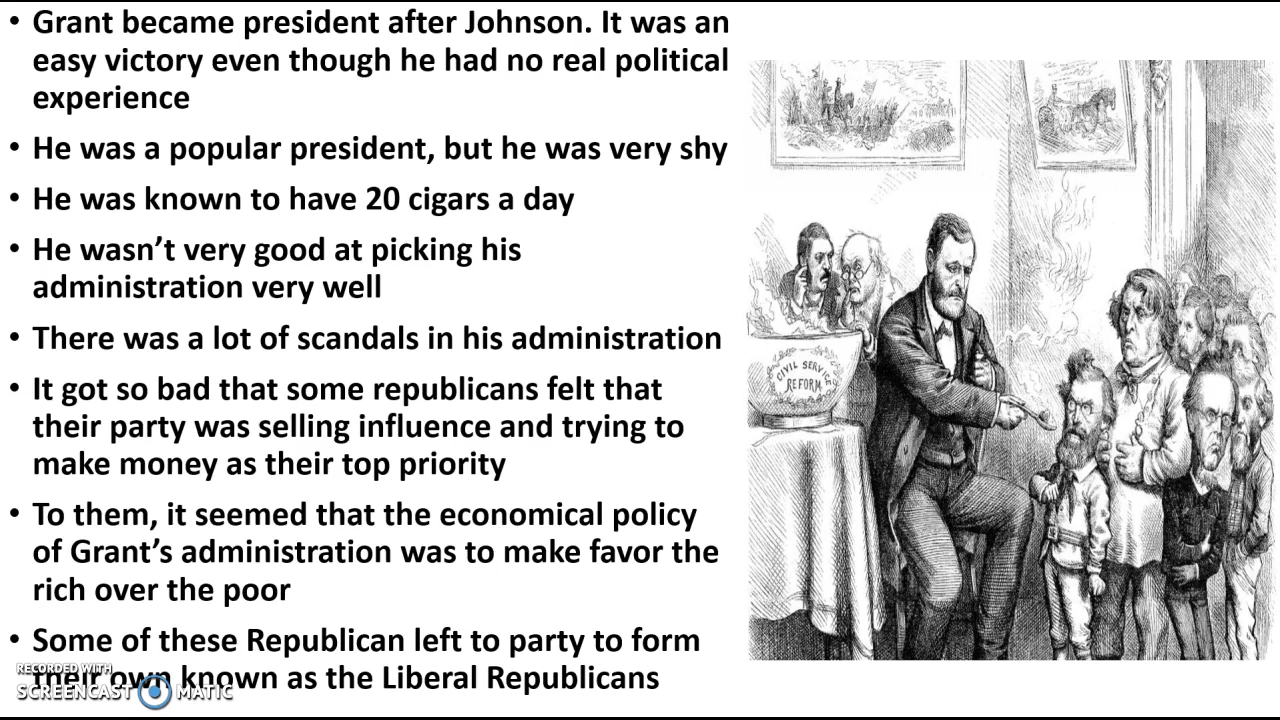 • Grant became president after Johnson. It was an
easy victory even though he had no real political
experience
• He was a popular president, but he was very shy
• He was known to have 20 cigars a day
• He wasn't very good at picking his
administration very well
• There was a lot of scandals in his administration
• It got so bad that some republicans felt that
their party was selling influence and trying to
make money as their top priority
• To them, it seemed that the economical policy
of Grant's administration was to make favor the
rich over the poor
• Some of these Republican left to party to form
their own known as the Liberal Republicans
RECORDED WITH
SCREENCAST MATIC
CIVIL SERVICE
REFORM